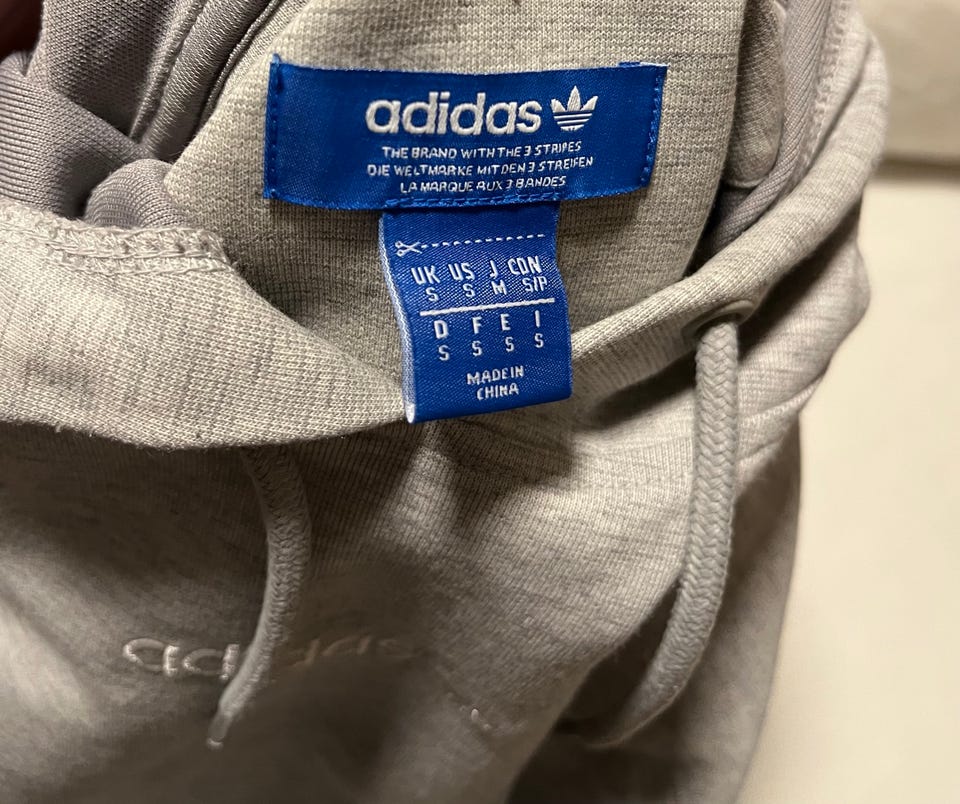 adidas
THE BRAND WITH THE 3 STRIPES
DIE WELTMARKE MIT DEN 3 STREIFEN
LA MARQUE AUX 3 BANDES
UK US J CDN
S S M S/P
D F E I
S S S S
MADE IN
CHINA
adidas